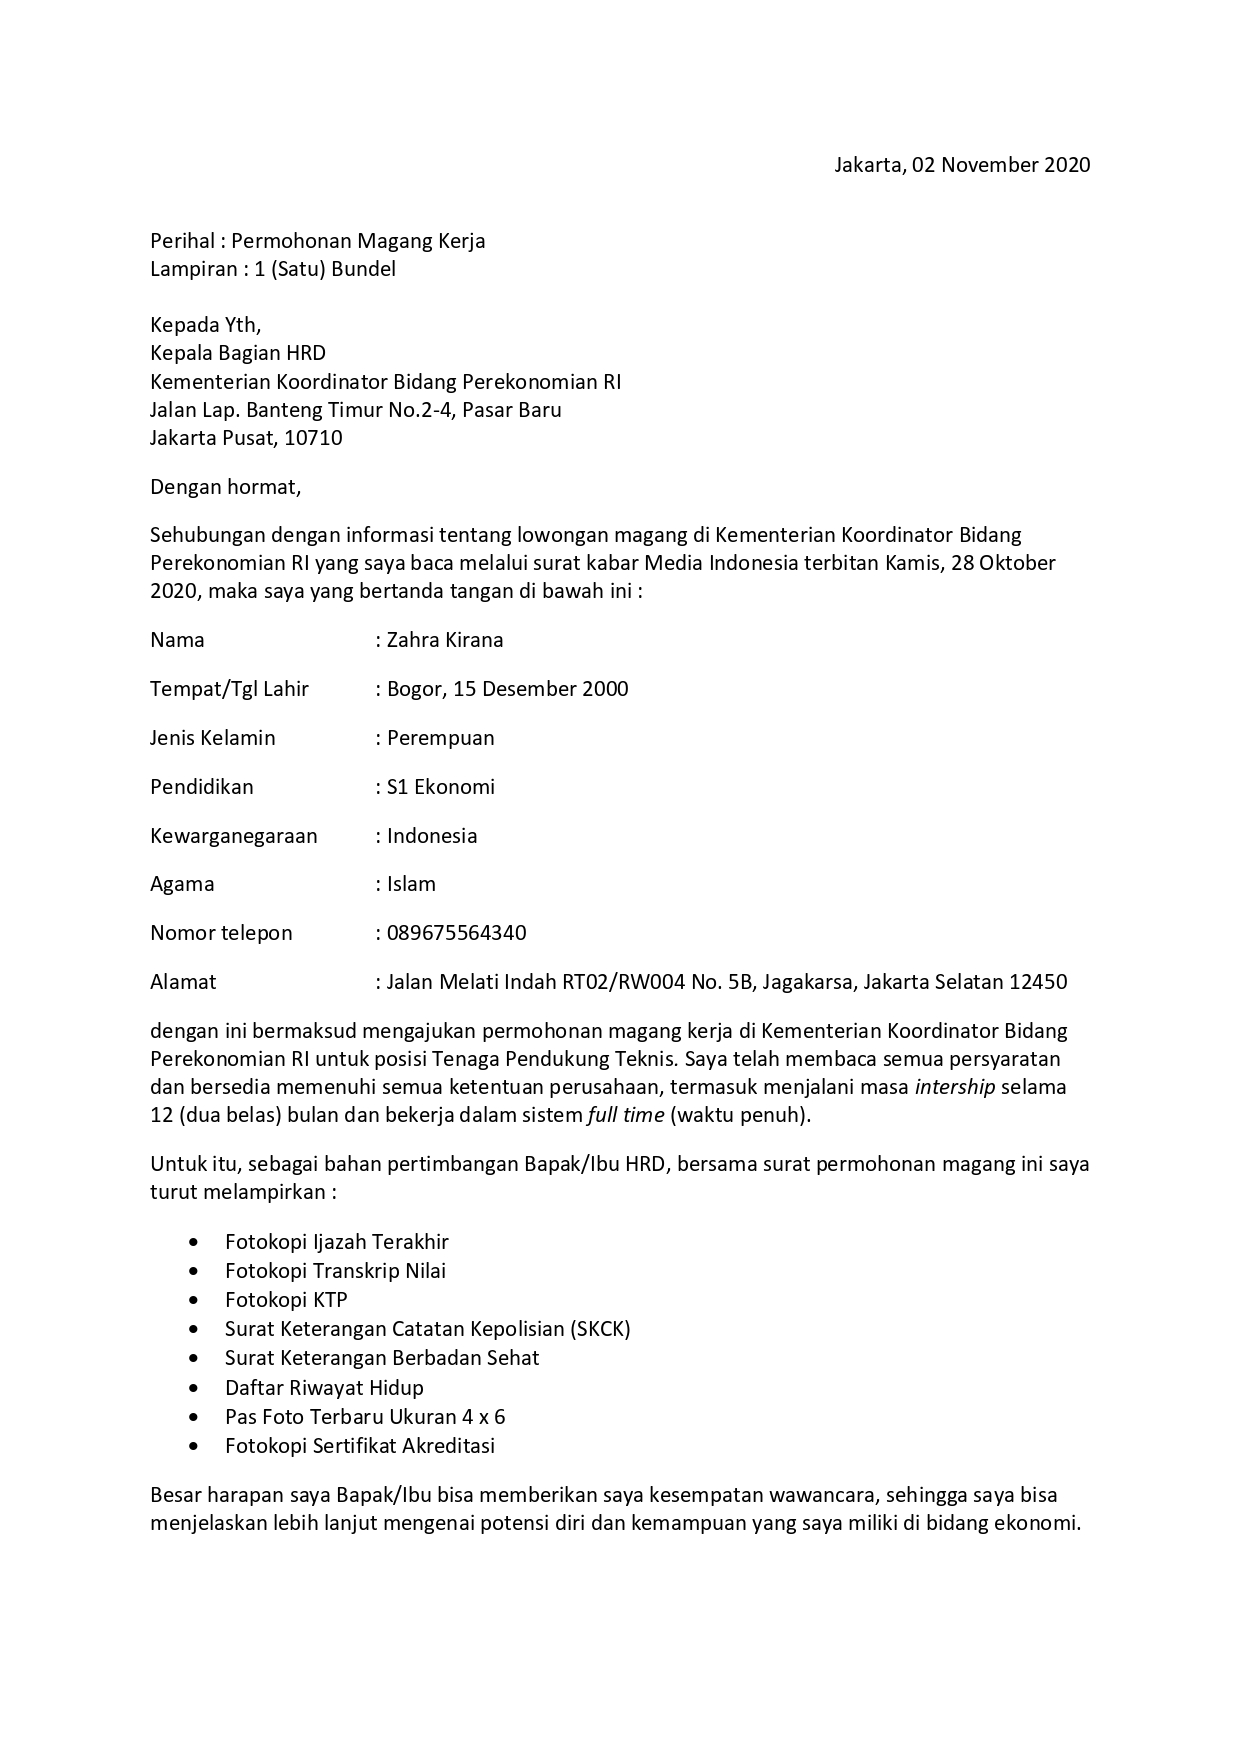 Jakarta, 02 November 2020
Perihal : Permohonan Magang Kerja
Lampiran : 1 (Satu) Bundel
Kepada Yth,
Kepala Bagian HRD
Kementerian Koordinator Bidang Perekonomian RI
Jalan Lap. Banteng Timur No.2-4, Pasar Baru
Jakarta Pusat, 10710
Dengan hormat,
Sehubungan dengan informasi tentang lowongan magang di Kementerian Koordinator Bidang
Perekonomian RI yang saya baca melalui surat kabar Media Indonesia terbitan Kamis, 28 Oktober
2020, maka saya yang bertanda tangan di bawah ini :
Nama : Zahra Kirana
Tempat/Tgl Lahir : Bogor, 15 Desember 2000
Jenis Kelamin : Perempuan
Pendidikan : S1 Ekonomi
Kewarganegaraan : Indonesia
Agama : Islam
Nomor telepon : 089675564340
Alamat : Jalan Melati Indah RT02/RW004 No. 5B, Jagakarsa, Jakarta Selatan 12450
dengan ini bermaksud mengajukan permohonan magang kerja di Kementerian Koordinator Bidang
Perekonomian RI untuk posisi Tenaga Pendukung Teknis. Saya telah membaca semua persyaratan
dan bersedia memenuhi semua ketentuan perusahaan, termasuk menjalani masa intership selama
12 (dua belas) bulan dan bekerja dalam sistem full time (waktu penuh).
Untuk itu, sebagai bahan pertimbangan Bapak/Ibu HRD, bersama surat permohonan magang ini saya
turut melampirkan :
• Fotokopi Ijazah Terakhir
• Fotokopi Transkrip Nilai
• Fotokopi KTP
• Surat Keterangan Catatan Kepolisian (SKCK)
• Surat Keterangan Berbadan Sehat
• Daftar Riwayat Hidup
• Pas Foto Terbaru Ukuran 4 x 6
• Fotokopi Sertifikat Akreditasi
Besar harapan saya Bapak/Ibu bisa memberikan saya kesempatan wawancara, sehingga saya bisa
menjelaskan lebih lanjut mengenai potensi diri dan kemampuan yang saya miliki di bidang ekonomi.